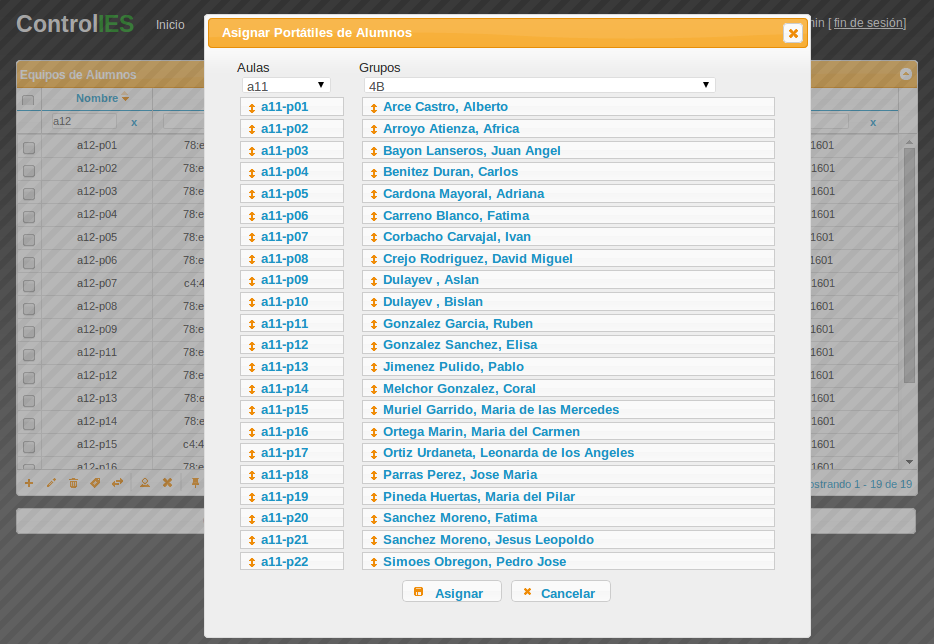 ControlIES Inicio min [ fin de sesión]
Asignar Portátiles de Alumnos
Equipos de Alumnos
Aulas Grupos
a11 4B
Nombre
a12 x x
a11-p01 Arce Castro, Alberto
a11-p02 Arroyo Atienza, Africa
a11-p03 Bayon Lanseros, Juan Angel
a11-p04 Benitez Duran, Carlos
a11-p05 Cardona Mayoral, Adriana
a11-p06 Carreno Blanco, Fatima
a11-p07 Corbacho Carvajal, Ivan
a11-p08 Crejo Rodriguez, David Miguel
a11-p09 Dulayev , Aslan
a11-p10 Dulayev , Bislan
a11-p11 Gonzalez Garcia, Ruben
a11-p12 Gonzalez Sanchez, Elisa
a11-p13 Jimenez Pulido, Pablo
a11-p14 Melchor Gonzalez, Coral
a11-p15 Muriel Garrido, Maria de las Mercedes
a11-p16 Ortega Marin, Maria del Carmen
a11-p17 Ortiz Urdaneta, Leonarda de los Angeles
a11-p18 Parras Perez, Jose Maria
a11-p19 Pineda Huertas, Maria del Pilar
a11-p20 Sanchez Moreno, Fatima
a11-p21 Sanchez Moreno, Jesus Leopoldo
a11-p22 Simoes Obregon, Pedro Jose
Asignar Cancelar
a12-p01 78:e 1601
a12-p02 78:e 1601
a12-p03 78:e 1601
a12-p04 78:e 1601
a12-p05 78:e 1601
a12-p06 78:e 1601
a12-p07 c4:4 1601
a12-p08 78:e 1601
a12-p09 78:e 1601
a12-p11 78:e 1601
a12-p12 78:e 1601
a12-p13 78:e 1601
a12-p14 78:e 1601
a12-p15 c4:4 1601
a12-p16 78:e 1601
ostrando 1 - 19 de 19